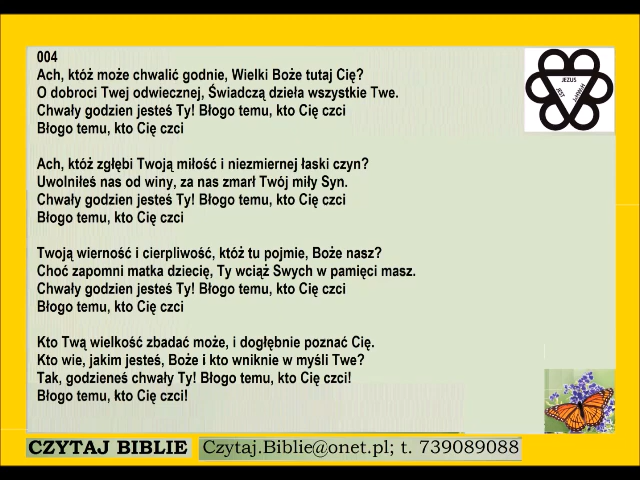 004
Ach, któż może chwalić godnie, Wielki Boże tutaj Cię?
O dobroci Twej odwiecznej, Świadczą dzieła wszystkie Twe.
Chwały godzien jesteś Ty! Błogo temu, kto Cię czci
Błogo temu, kto Cię czci
Ach, któż zgłębi Twoją miłość i niezmiernej łaski czyn?
Uwolniłeś nas od winy, za nas zmarł Twój miły Syn.
Chwały godzien jesteś Ty! Błogo temu, kto Cię czci
Błogo temu, kto Cię czci
Twoją wierność i cierpliwość, któż tu pojmie, Boże nasz?
Choć zapomni matka dziecię, Ty wciąż Swych w pamięci masz.
Chwały godzien jesteś Ty! Błogo temu, kto Cię czci
Błogo temu, kto Cię czci
Kto Twą wielkość zbadać może, i dogłębnie poznać Cię.
Kto wie, jakim jesteś, Boże i kto wniknie w myśli Twe?
Tak, godzieneś chwały Ty! Błogo temu, kto Cię czci!
Błogo temu, kto Cię czci!
JEZUS
JEST
CZYTAJ BIBLIE
Czytaj.Biblie@onet.pl; t. 739089088